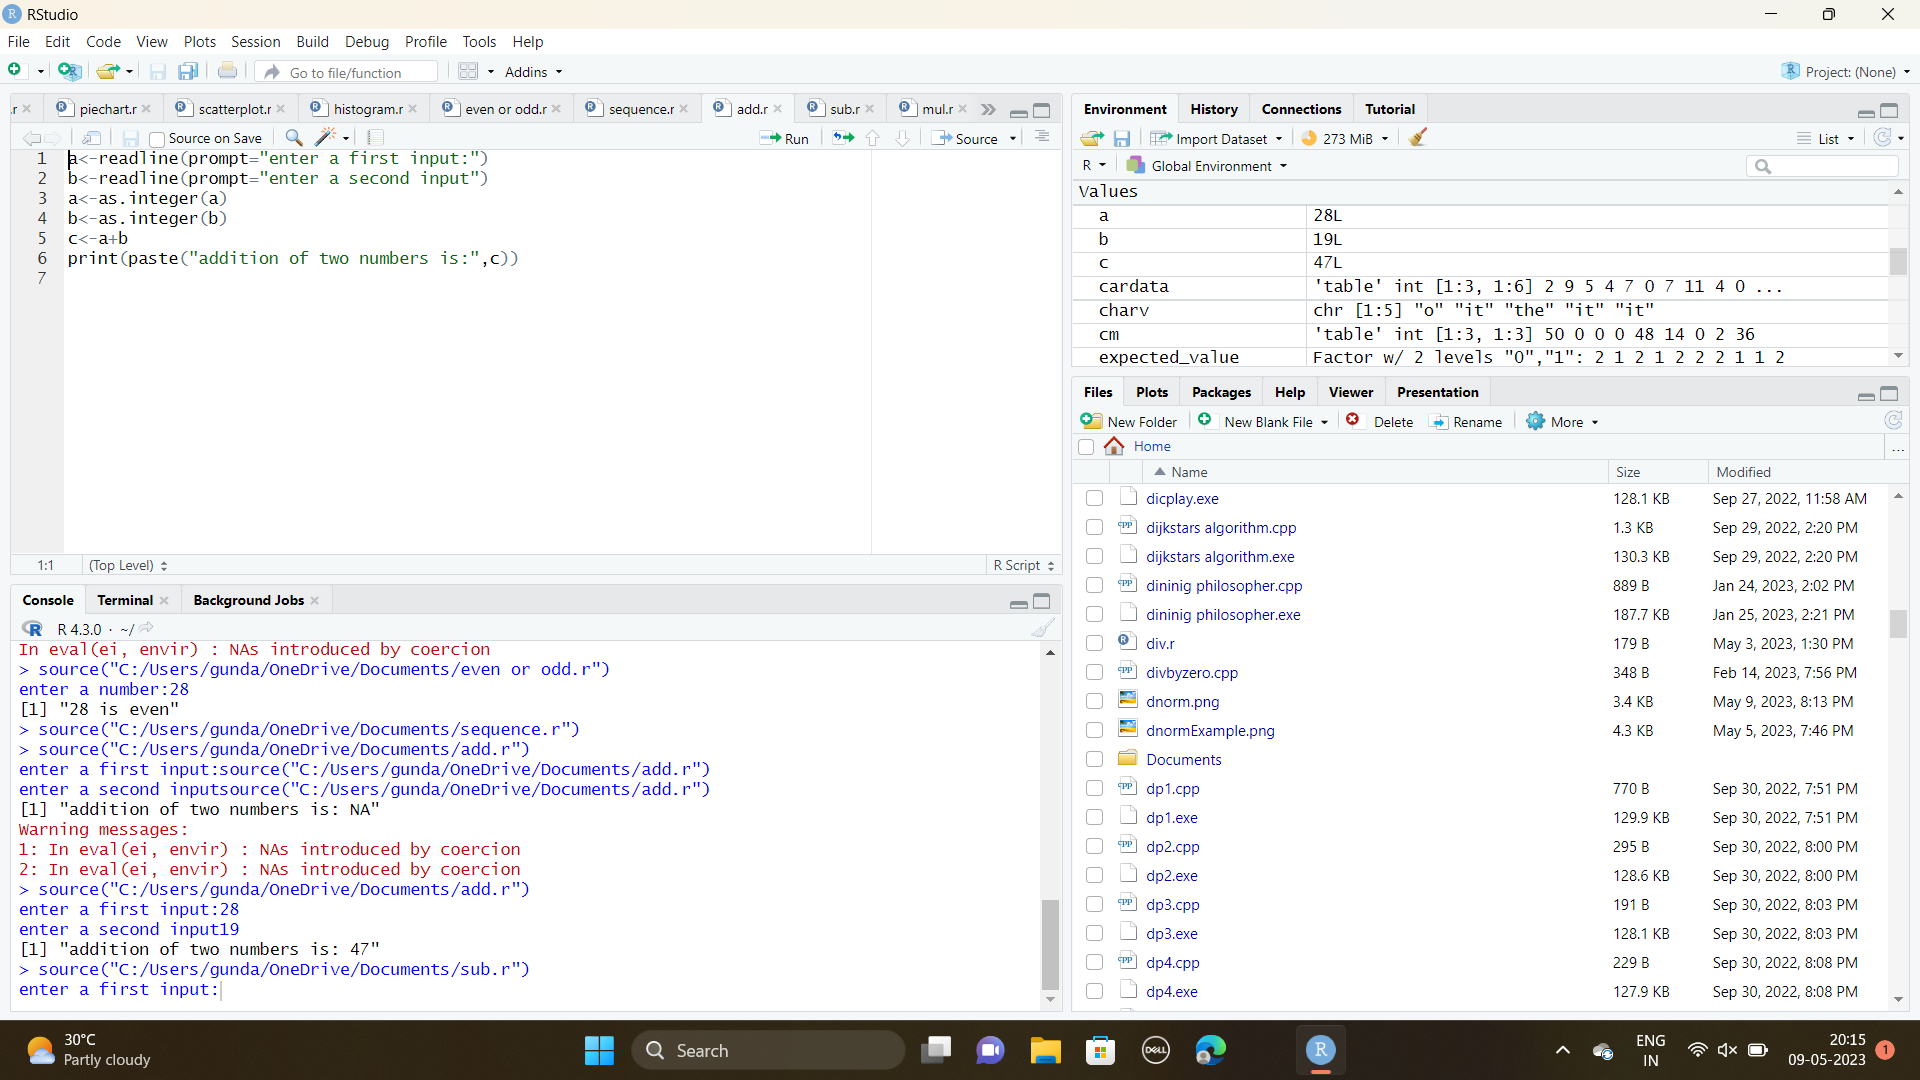 RStudio
File Edit Code View Plots Session Build Debug Profile Tools Help
Go to file/function Addins Project: (None)
.r piechart.r scatterplot.r histogram.r even or odd.r sequence.r add.r sub.r mul.r
Source on Save Run Source
1 a<-readline(prompt="enter a first input:")
2 b<-readline(prompt="enter a second input")
3 a<-as.integer(a)
4 b<-as.integer(b)
5 c<-a+b
6 print(paste("addition of two numbers is:",c))
7
1:1 (Top Level) R Script
Console Terminal Background Jobs
R 4.3.0 · ~/
In eval(ei, envir) : NAs introduced by coercion
> source("C:/Users/gunda/OneDrive/Documents/even or odd.r")
enter a number:28
[1] "28 is even"
> source("C:/Users/gunda/OneDrive/Documents/sequence.r")
> source("C:/Users/gunda/OneDrive/Documents/add.r")
enter a first input:source("C:/Users/gunda/OneDrive/Documents/add.r")
enter a second inputsource("C:/Users/gunda/OneDrive/Documents/add.r")
[1] "addition of two numbers is: NA"
Warning messages:
1: In eval(ei, envir) : NAs introduced by coercion
2: In eval(ei, envir) : NAs introduced by coercion
> source("C:/Users/gunda/OneDrive/Documents/add.r")
enter a first input:28
enter a second input19
[1] "addition of two numbers is: 47"
> source("C:/Users/gunda/OneDrive/Documents/sub.r")
enter a first input:
Environment History Connections Tutorial
Import Dataset 273 MiB List
R Global Environment
Values
a 28L
b 19L
c 47L
cardata 'table' int [1:3, 1:6] 2 9 5 4 7 0 7 11 4 0 ...
charv chr [1:5] "o" "it" "the" "it" "it"
cm 'table' int [1:3, 1:3] 50 0 0 0 48 14 0 2 36
expected_value Factor w/ 2 levels "0","1": 2 1 2 1 2 2 2 1 1 2
Files Plots Packages Help Viewer Presentation
New Folder New Blank File Delete Rename More
Home ...
Name Size Modified
dicplay.exe 128.1 KB Sep 27, 2022, 11:58 AM
dijkstars algorithm.cpp 1.3 KB Sep 29, 2022, 2:20 PM
dijkstars algorithm.exe 130.3 KB Sep 29, 2022, 2:20 PM
dininig philosopher.cpp 889 B Jan 24, 2023, 2:02 PM
dininig philosopher.exe 187.7 KB Jan 25, 2023, 2:21 PM
div.r 179 B May 3, 2023, 1:30 PM
divbyzero.cpp 348 B Feb 14, 2023, 7:56 PM
dnorm.png 3.4 KB May 9, 2023, 8:13 PM
dnormExample.png 4.3 KB May 5, 2023, 7:46 PM
Documents
dp1.cpp 770 B Sep 30, 2022, 7:51 PM
dp1.exe 129.9 KB Sep 30, 2022, 7:51 PM
dp2.cpp 295 B Sep 30, 2022, 8:00 PM
dp2.exe 128.6 KB Sep 30, 2022, 8:00 PM
dp3.cpp 191 B Sep 30, 2022, 8:03 PM
dp3.exe 128.1 KB Sep 30, 2022, 8:03 PM
dp4.cpp 229 B Sep 30, 2022, 8:08 PM
dp4.exe 127.9 KB Sep 30, 2022, 8:08 PM
30°C
Partly cloudy
Search
DELL
R
ENG
IN
20:15
09-05-2023
1